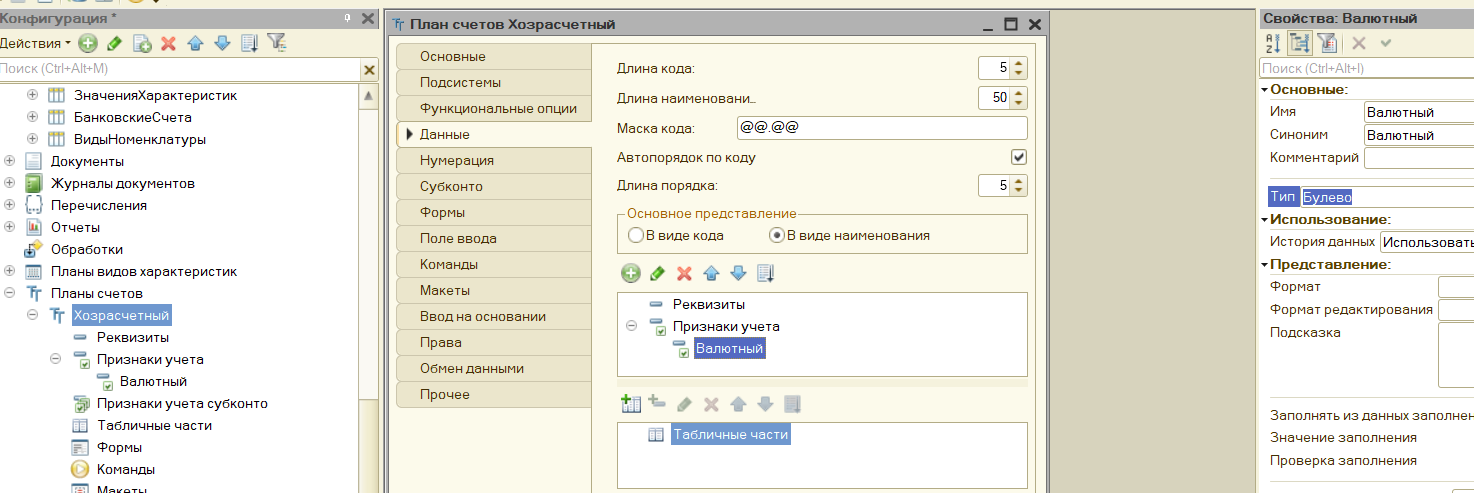 Конфигурация *
Действия
Поиск (Ctrl+Alt+M)
ЗначенияХарактеристик
БанковскиеСчета
ВидыНоменклатуры
Документы
Журналы документов
Перечисления
Отчеты
Обработки
Планы видов характеристик
Планы счетов
Хозрасчетный
Реквизиты
Признаки учета
Валютный
Признаки учета субконто
Табличные части
Формы
Команды
Макеты
План счетов Хозрасчетный
Основные
Подсистемы
Функциональные опции
Данные
Нумерация
Субконто
Формы
Поле ввода
Команды
Макеты
Ввод на основании
Права
Обмен данными
Прочее
Длина кода: 5
Длина наименовани... 50
Маска кода: @@.@@
Автопорядок по коду
Длина порядка: 5
Основное представление
В виде кода В виде наименования
Реквизиты
Признаки учета
Валютный
Табличные части
Свойства: Валютный
Поиск (Ctrl+Alt+I)
Основные:
Имя Валютный
Синоним Валютный
Комментарий
Тип Булево
Использование:
История данных Использовать
Представление:
Формат
Формат редактирования
Подсказка
Заполнять из данных заполнен
Значение заполнения
Проверка заполнения